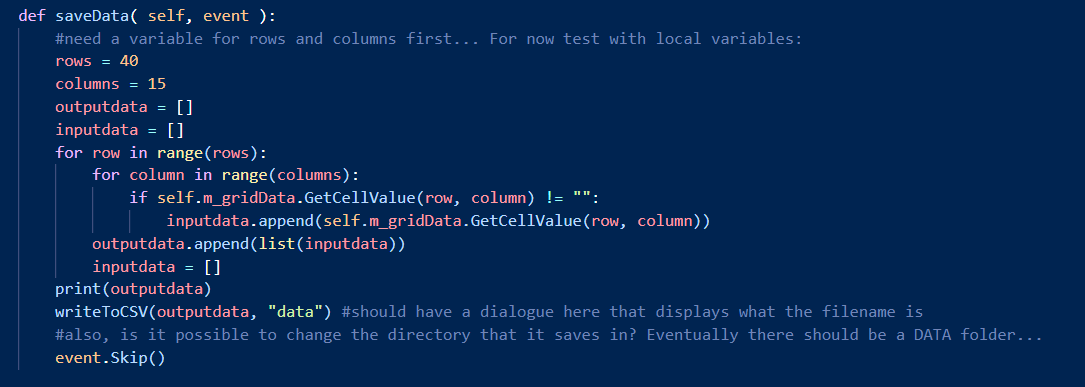 def saveData( self, event ):
    #need a variable for rows and columns first... For now test with local variables:
    rows = 40
    columns = 15
    outputdata = []
    inputdata = []
    for row in range(rows):
        for column in range(columns):
            if self.m_gridData.GetCellValue(row, column) != "":
                inputdata.append(self.m_gridData.GetCellValue(row, column))
        outputdata.append(list(inputdata))
        inputdata = []
    print(outputdata)
    writeToCSV(outputdata, "data") #should have a dialogue here that displays what the filename is
    #also, is it possible to change the directory that it saves in? Eventually there should be a DATA folder...
    event.Skip()